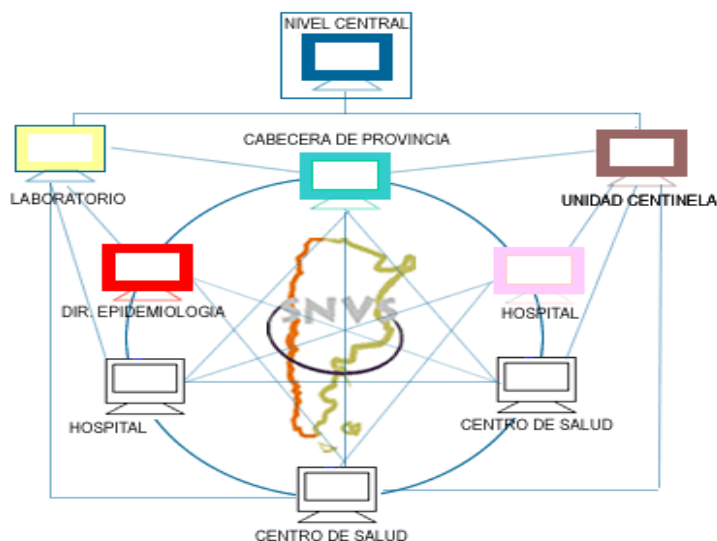 NIVEL CENTRAL
CABECERA DE PROVINCIA
LABORATORIO
UNIDAD CENTINELA
DIR. EPIDEMIOLOGIA
SNVS
HOSPITAL
HOSPITAL
CENTRO DE SALUD
CENTRO DE SALUD